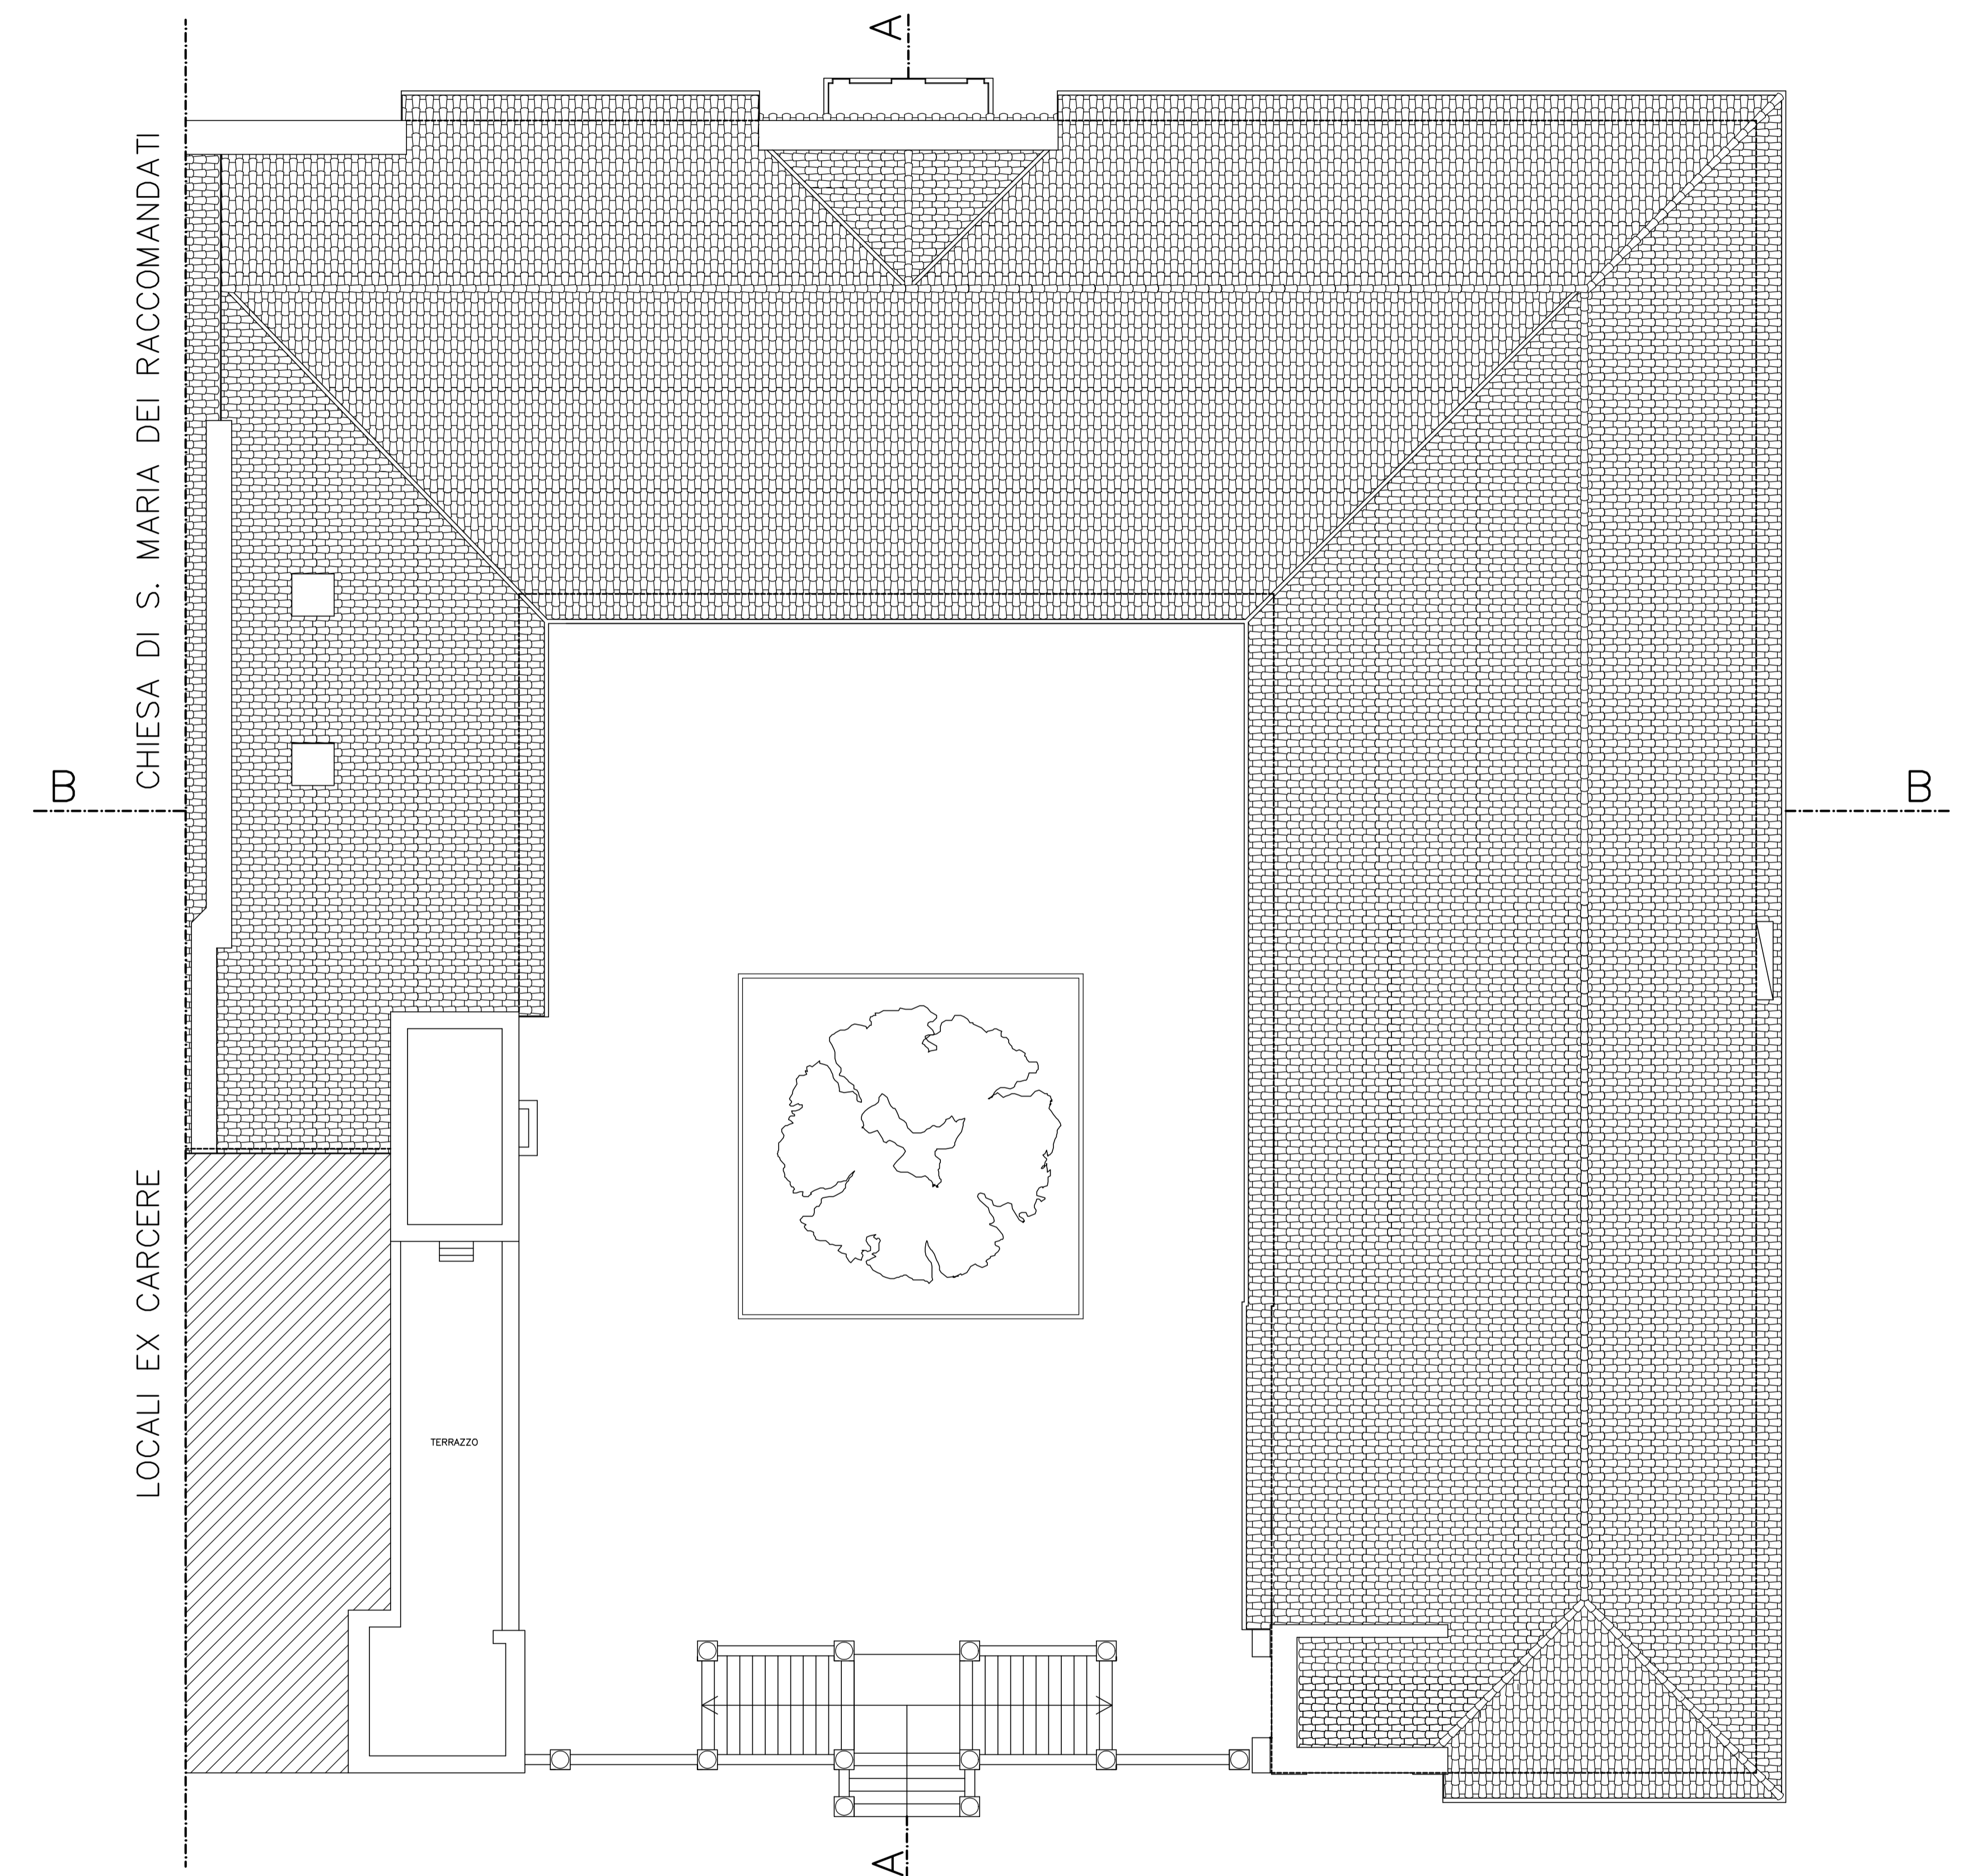 A
CHIESA DI S. MARIA DEI RACCOMANDATI
B
B
LOCALI EX CARCERE
TERRAZZO
A